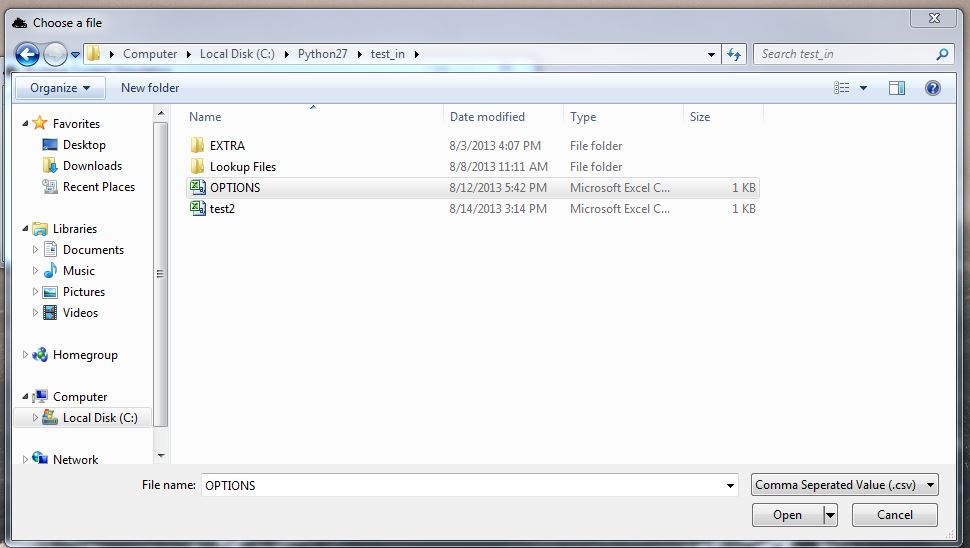 Choose a file
Computer Local Disk (C:) Python27 test_in
Search test_in
Organize New folder
Name Date modified Type Size
Favorites
Desktop
Downloads
Recent Places
Libraries
Documents
Music
Pictures
Videos
Homegroup
Computer
Local Disk (C:)
Network
EXTRA 8/3/2013 4:07 PM File folder
Lookup Files 8/8/2013 11:11 AM File folder
OPTIONS 8/12/2013 5:42 PM Microsoft Excel C... 1 KB
test2 8/14/2013 3:14 PM Microsoft Excel C... 1 KB
File name: OPTIONS
Comma Seperated Value (.csv)
Open Cancel